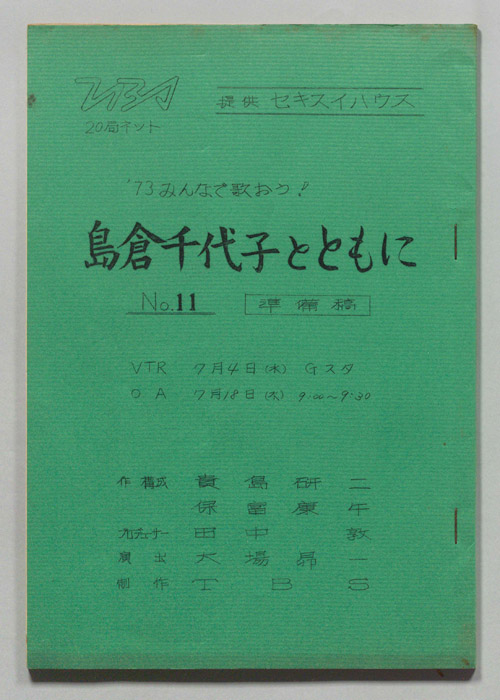 TBS
提供 セキスイハウス
20局ネット
'73みんなで歌おう!
島倉千代子とともに
No.11 準備稿
VTR 7月4日(水) Gスタ
O A 7月18日(水) 9:00~9:30
作・構成 貴島研二
保富康午
プロデューサー 田中敦
演出 大場昇一
制作 TBS